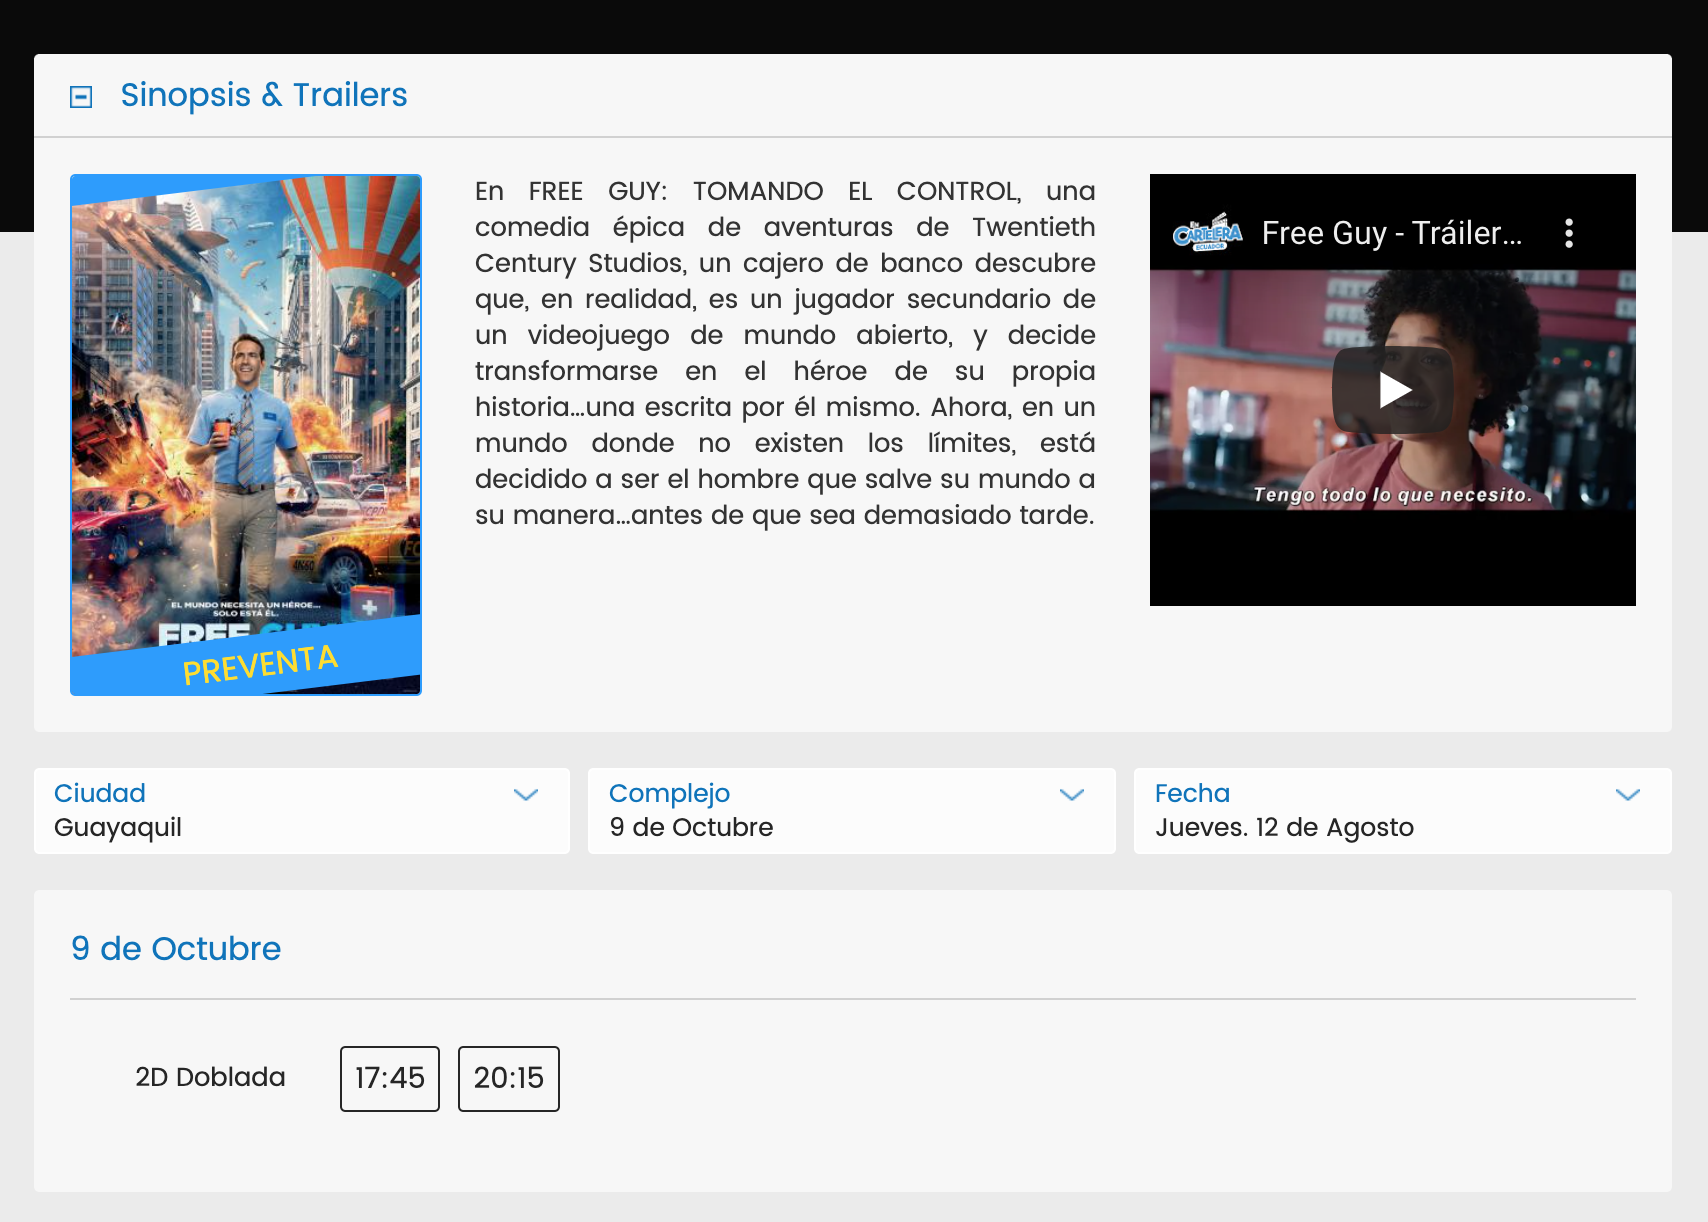 Sinopsis & Trailers
EL MUNDO NECESITA UN HÉROE...
SOLO ESTÁ ÉL.
FREE GUY
PREVENTA
En FREE GUY: TOMANDO EL CONTROL, una
comedia épica de aventuras de Twentieth
Century Studios, un cajero de banco descubre
que, en realidad, es un jugador secundario de
un videojuego de mundo abierto, y decide
transformarse en el héroe de su propia
historia...una escrita por él mismo. Ahora, en un
mundo donde no existen los límites, está
decidido a ser el hombre que salve su mundo a
su manera...antes de que sea demasiado tarde.
CARTELERA
ECUADOR
Free Guy - Tráiler...
Tengo todo lo que necesito.
Ciudad
Guayaquil
Complejo
9 de Octubre
Fecha
Jueves. 12 de Agosto
9 de Octubre
2D Doblada
17:45
20:15